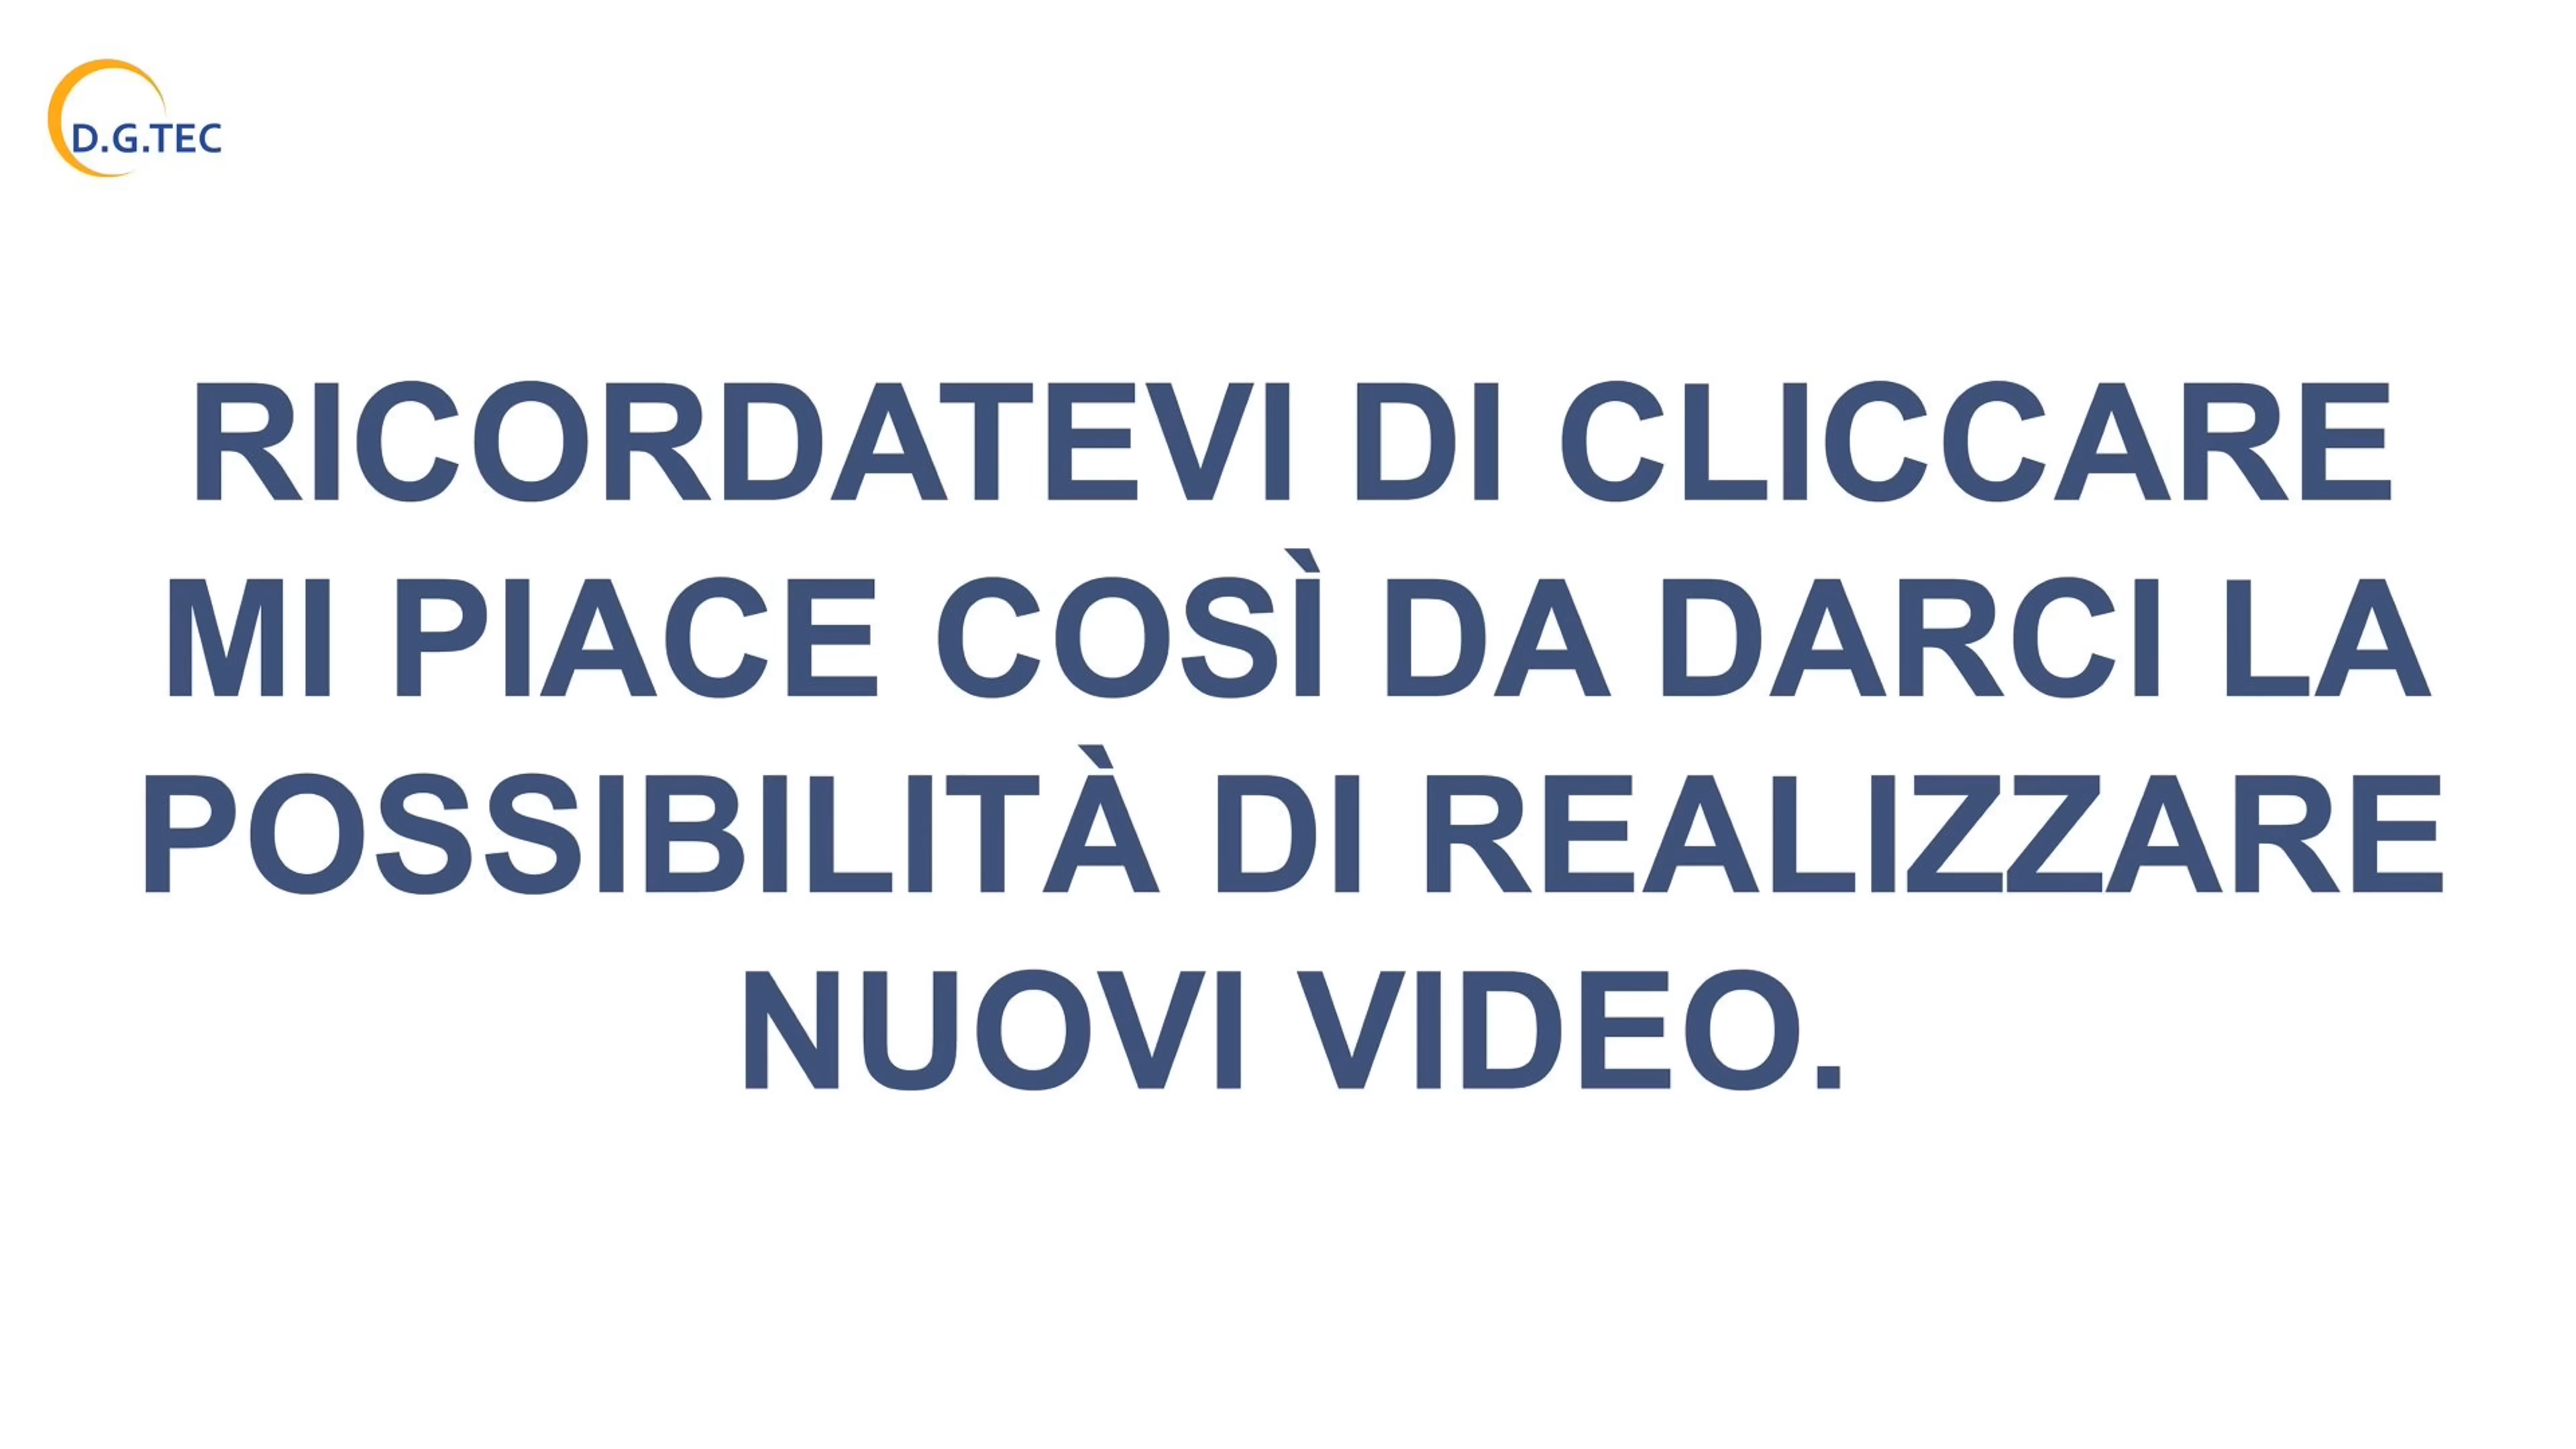 D.G.TEC
RICORDATEVI DI CLICCARE
MI PIACE COSÌ DA DARCI LA
POSSIBILITÀ DI REALIZZARE
NUOVI VIDEO.